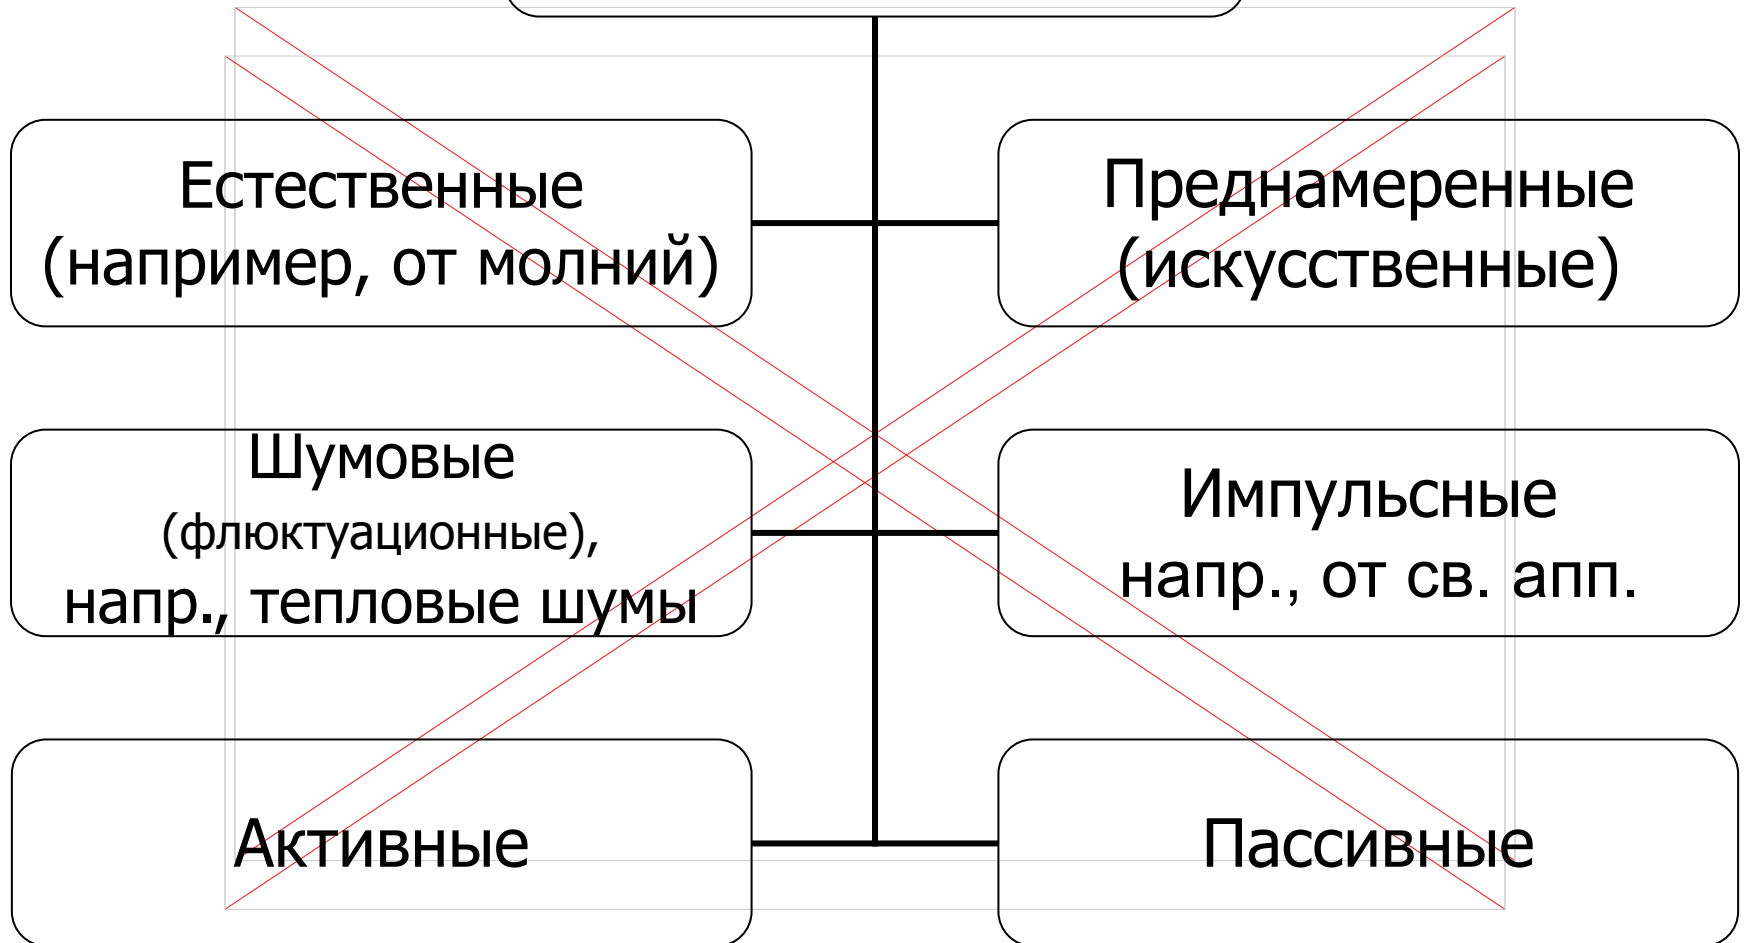 Естественные
(например, от молний)
Преднамеренные
(искусственные)
Шумовые
(флюктуационные),
напр., тепловые шумы
Импульсные
напр., от св. апп.
Активные
Пассивные